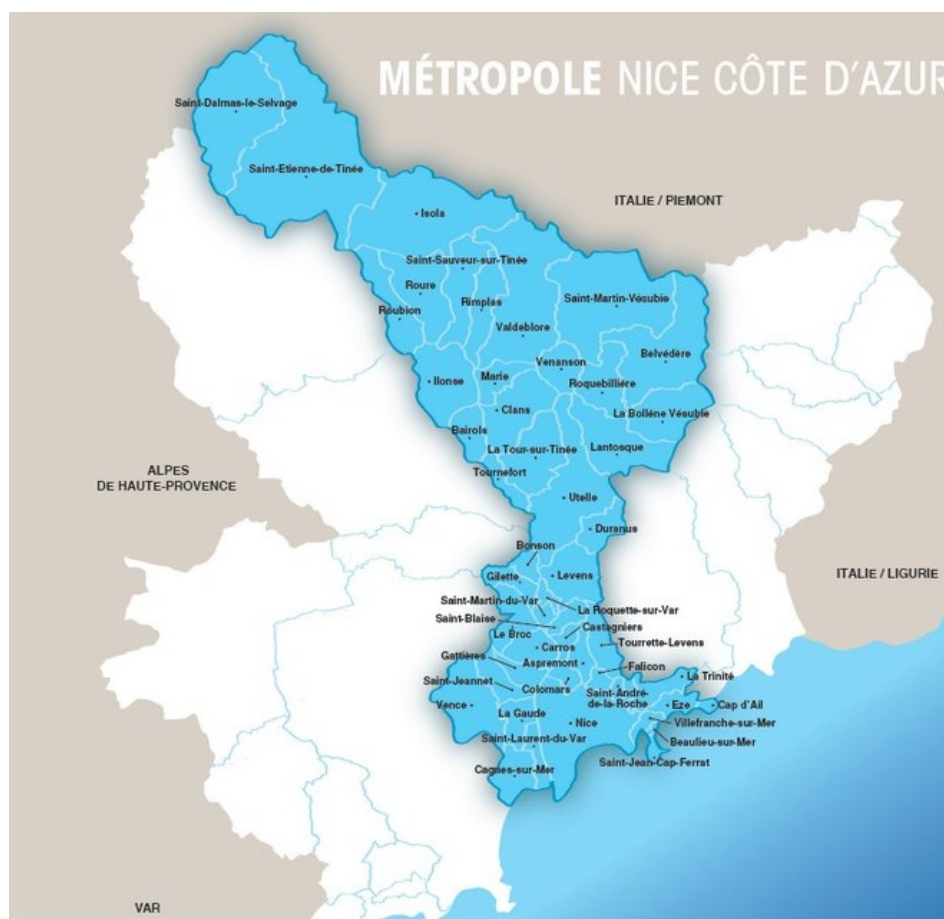 MÉTROPOLE NICE CÔTE D'AZUR
Saint-Dalmas-le-Selvage
Saint-Etienne-de-Tinée
ITALIE / PIEMONT
Isola
Saint-Sauveur-sur-Tinée
Roure
Rimplas
Saint-Martin-Vésubie
Roubion
Valdeblore
Belvédère
Venanson
Ilonse
Marie
Roquebillière
Clans
La Bollène Vésubie
Bairols
La Tour-sur-Tinée
Lantosque
ALPES
DE HAUTE-PROVENCE
Tournefort
Utelle
Duranus
Bonson
Gilette
Levens
ITALIE / LIGURIE
Saint-Martin-du-Var
La Roquette-sur-Var
Saint-Blaise
Castagniers
Le Broc
Tourrette-Levens
Carros
Gattières
Aspremont
Falicon
La Trinité
Saint-Jeannet
Colomars
Saint-André-
de-la-Roche
Vence
Eze
Cap d'Ail
La Gaude
Nice
Villefranche-sur-Mer
Saint-Laurent-du-Var
Beaulieu-sur-Mer
Saint-Jean-Cap-Ferrat
Cagnes-sur-Mer
VAR